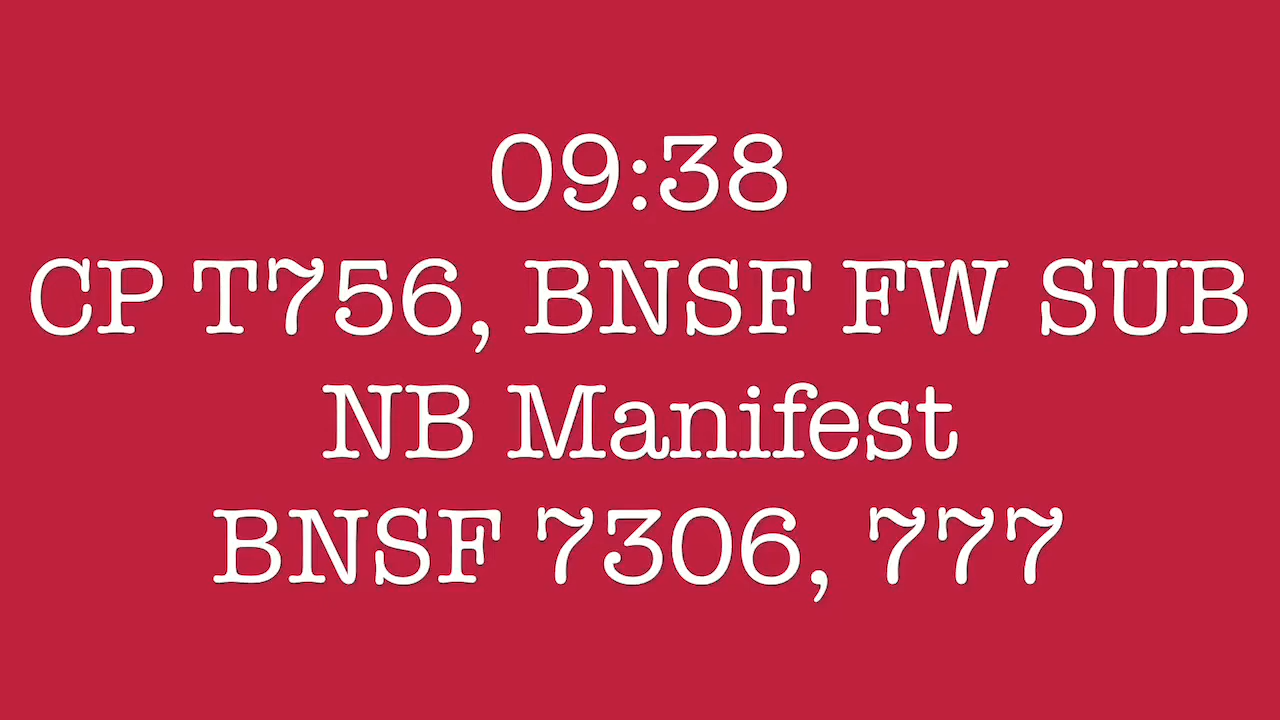 09:38
CP T756, BNSF FW SUB
NB Manifest
BNSF 7306, 777